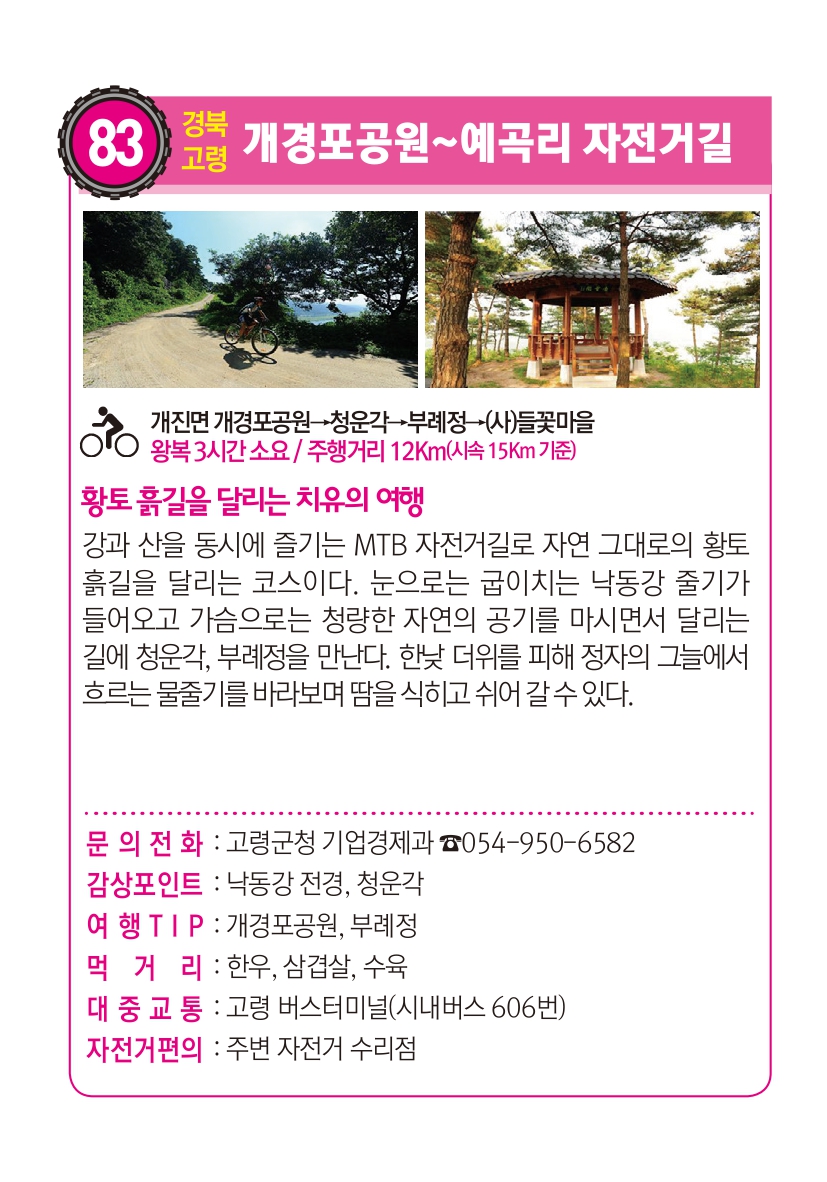 83
경북
고령
개경포공원~예곡리 자전거길
개진면 개경포공원→청운각→부례정→(사)들꽃마을
왕복 3시간 소요 / 주행거리 12Km(시속 15Km 기준)
황토 흙길을 달리는 치유의 여행
강과 산을 동시에 즐기는 MTB 자전거길로 자연 그대로의 황토
흙길을 달리는 코스이다. 눈으로는 굽이치는 낙동강 줄기가
들어오고 가슴으로는 청량한 자연의 공기를 마시면서 달리는
길에 청운각, 부례정을 만난다. 한낮 더위를 피해 정자의 그늘에서
흐르는 물줄기를 바라보며 땀을 식히고 쉬어 갈 수 있다.
문 의 전 화 : 고령군청 기업경제과 ☎054-950-6582
감상포인트 : 낙동강 전경, 청운각
여 행 T I P : 개경포공원, 부례정
먹 거 리 : 한우, 삼겹살, 수육
대 중 교 통 : 고령 버스터미널(시내버스 606번)
자전거편의 : 주변 자전거 수리점